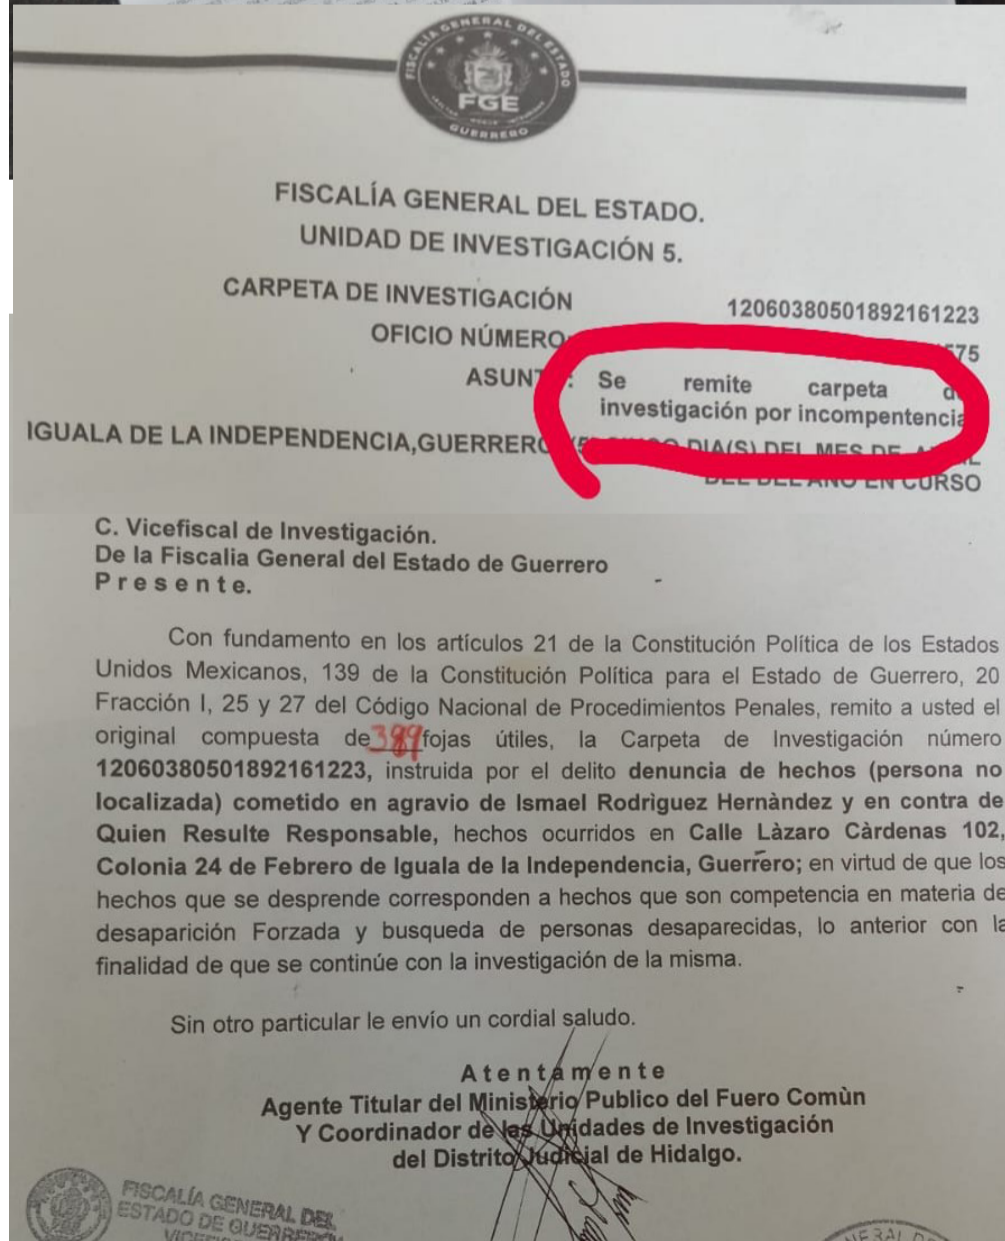 FISCALÍA GENERAL DEL ESTADO
FGE
GUERRERO
FISCALÍA GENERAL DEL ESTADO.
UNIDAD DE INVESTIGACIÓN 5.
CARPETA DE INVESTIGACIÓN 12060380501892161223
OFICIO NÚMERO: 575
ASUNTO: Se remite carpeta de
investigación por incompentencia
IGUALA DE LA INDEPENDENCIA,GUERRERO DIA(S) DEL MES DE
DEL DEL AÑO EN CURSO
C. Vicefiscal de Investigación.
De la Fiscalia General del Estado de Guerrero
P r e s e n t e.
Con fundamento en los artículos 21 de la Constitución Política de los Estados
Unidos Mexicanos, 139 de la Constitución Política para el Estado de Guerrero, 20
Fracción I, 25 y 27 del Código Nacional de Procedimientos Penales, remito a usted el
original compuesta de fojas útiles, la Carpeta de Investigación número
12060380501892161223, instruida por el delito denuncia de hechos (persona no
localizada) cometido en agravio de Ismael Rodrìguez Hernàndez y en contra de
Quien Resulte Responsable, hechos ocurridos en Calle Làzaro Càrdenas 102,
Colonia 24 de Febrero de Iguala de la Independencia, Guerrero; en virtud de que los
hechos que se desprende corresponden a hechos que son competencia en materia de
desaparición Forzada y busqueda de personas desaparecidas, lo anterior con la
finalidad de que se continúe con la investigación de la misma.
Sin otro particular le envío un cordial saludo.
A t e n t a m e n t e
Agente Titular del Ministerio Publico del Fuero Comùn
Y Coordinador de las Unidades de Investigación
del Distrito Judicial de Hidalgo.
FISCALÍA GENERAL DEL
ESTADO DE GUERRERO